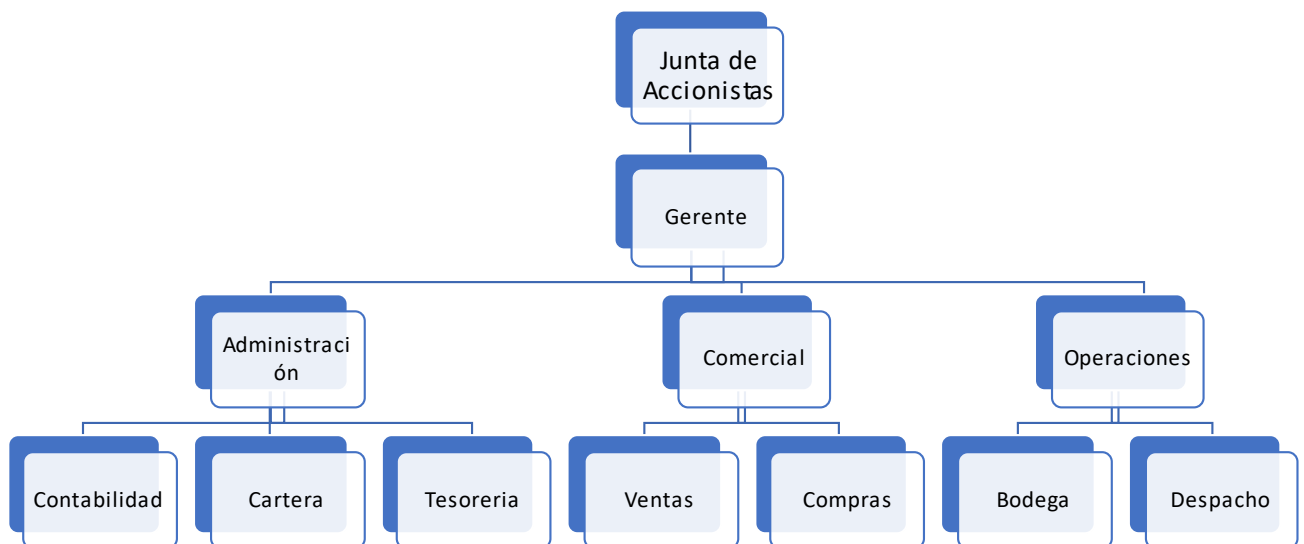 Junta de
Accionistas
Gerente
Administraci
ón
Comercial
Operaciones
Contabilidad
Cartera
Tesoreria
Ventas
Compras
Bodega
Despacho